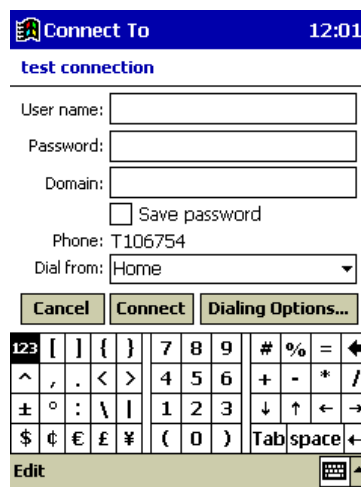 Connect To 12:01
test connection
User name:
Password:
Domain:
Save password
Phone: T106754
Dial from: Home
Cancel Connect Dialing Options...
123 [ ] { } 7 8 9 # % = ←
^ , . < > 4 5 6 + - * /
± ° : \ | 1 2 3 ↓ ↑ ← →
$ ¢ € £ ¥ ( 0 ) Tab space ←
Edit